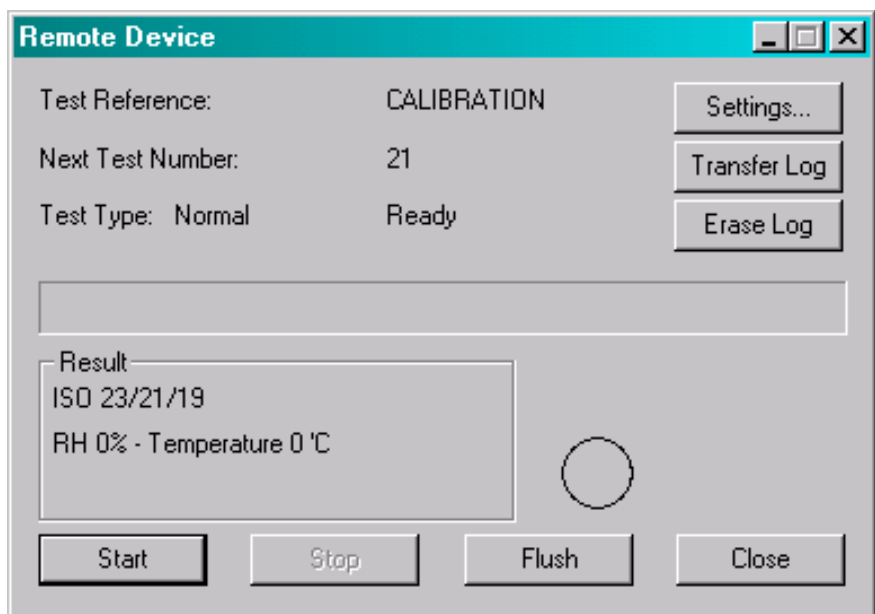 Remote Device
Test Reference: CALIBRATION Settings...
Next Test Number: 21 Transfer Log
Test Type: Normal Ready Erase Log
Result
ISO 23/21/19
RH 0% - Temperature 0 'C
Start Stop Flush Close